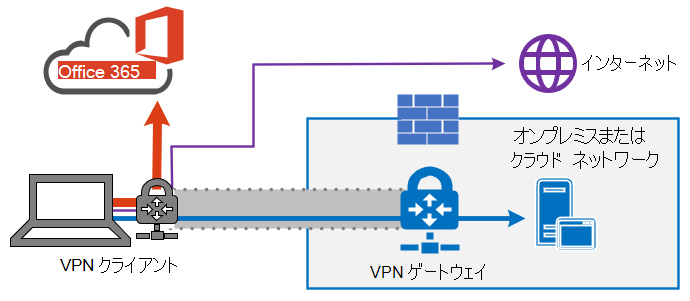 Office 365
インターネット
オンプレミスまたは
クラウド ネットワーク
VPN クライアント
VPN ゲートウェイ